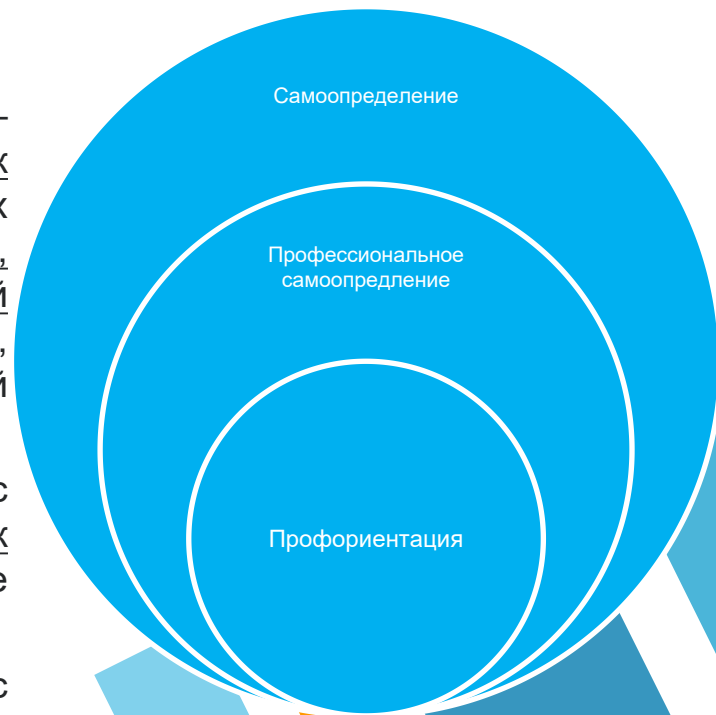 Самоопределение
Профессиональное
самоопредление
Профориентация